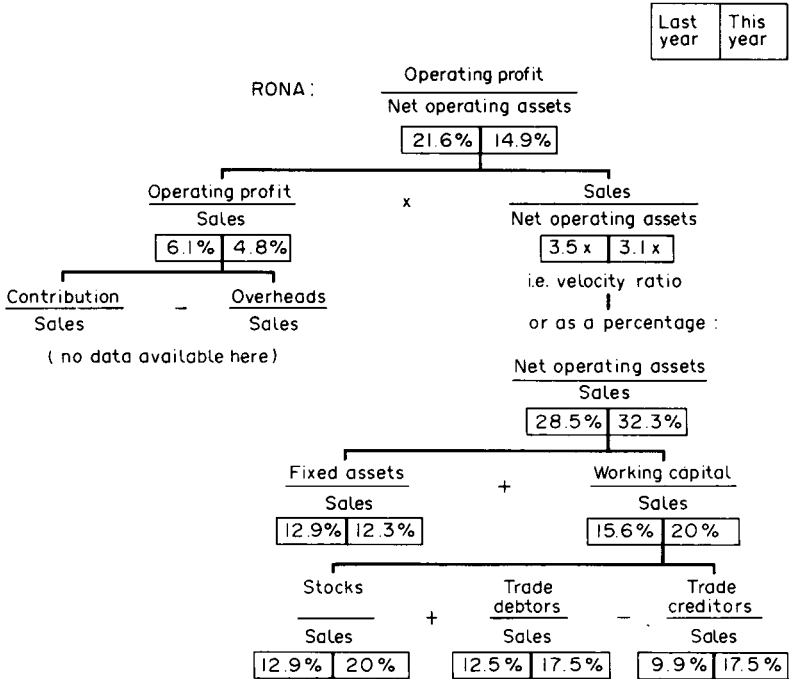 Last year
This year
RONA:
Operating profit
Net operating assets
21.6% 14.9%
Operating profit
Sales
6.1% 4.8%
x
Sales
Net operating assets
3.5 x 3.1 x
i.e. velocity ratio
or as a percentage :
Contribution
Sales
–
Overheads
Sales
( no data available here )
Net operating assets
Sales
28.5% 32.3%
Fixed assets
Sales
12.9% 12.3%
+
Working capital
Sales
15.6% 20%
Stocks
Sales
12.9% 20%
+
Trade
debtors
Sales
12.5% 17.5%
–
Trade
creditors
Sales
9.9% 17.5%